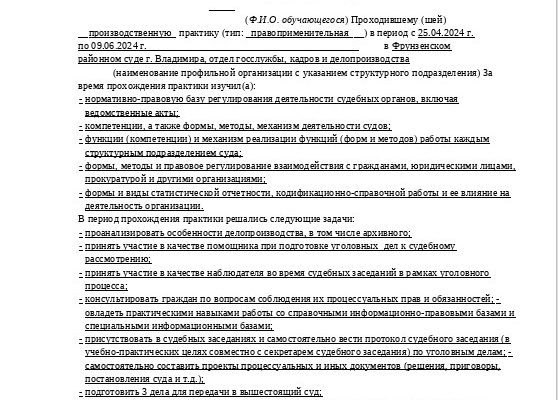 (Ф.И.О. обучающегося) Проходившему (шей)
производственную практику (тип: правоприменительная ) в период с 25.04.2024 г.
по 09.06.2024 г. в Фрунзенском
районном суде г. Владимира, отдел госслужбы, кадров и делопроизводства
(наименование профильной организации с указанием структурного подразделения) За
время прохождения практики изучил(а):
- нормативно-правовую базу регулирования деятельности судебных органов, включая
ведомственные акты;
- компетенции, а также формы, методы, механизм деятельности судов;
- функции (компетенции) и механизм реализации функций (форм и методов) работы каждым
структурным подразделением суда;
- формы, методы и правовое регулирование взаимодействия с гражданами, юридическими лицами,
прокуратурой и другими организациями;
- формы и виды статистической отчетности, кодификационно-справочной работы и ее влияние на
деятельность организации.
В период прохождения практики решались следующие задачи:
- проанализировать особенности делопроизводства, в том числе архивного;
- принять участие в качестве помощника при подготовке уголовных дел к судебному
рассмотрению;
- принять участие в качестве наблюдателя во время судебных заседаний в рамках уголовного
процесса;
- консультировать граждан по вопросам соблюдения их процессуальных прав и обязанностей; -
овладеть практическими навыками работы со справочными информационно-правовыми базами и
специальными информационными базами;
- присутствовать в судебных заседаниях и самостоятельно вести протокол судебного заседания (в
учебно-практических целях совместно с секретарем судебного заседания) по уголовным делам; -
самостоятельно составить проекты процессуальных и иных документов (решения, приговоры,
постановления суда и т.д.);
- подготовить 3 дела для передачи в вышестоящий суд;